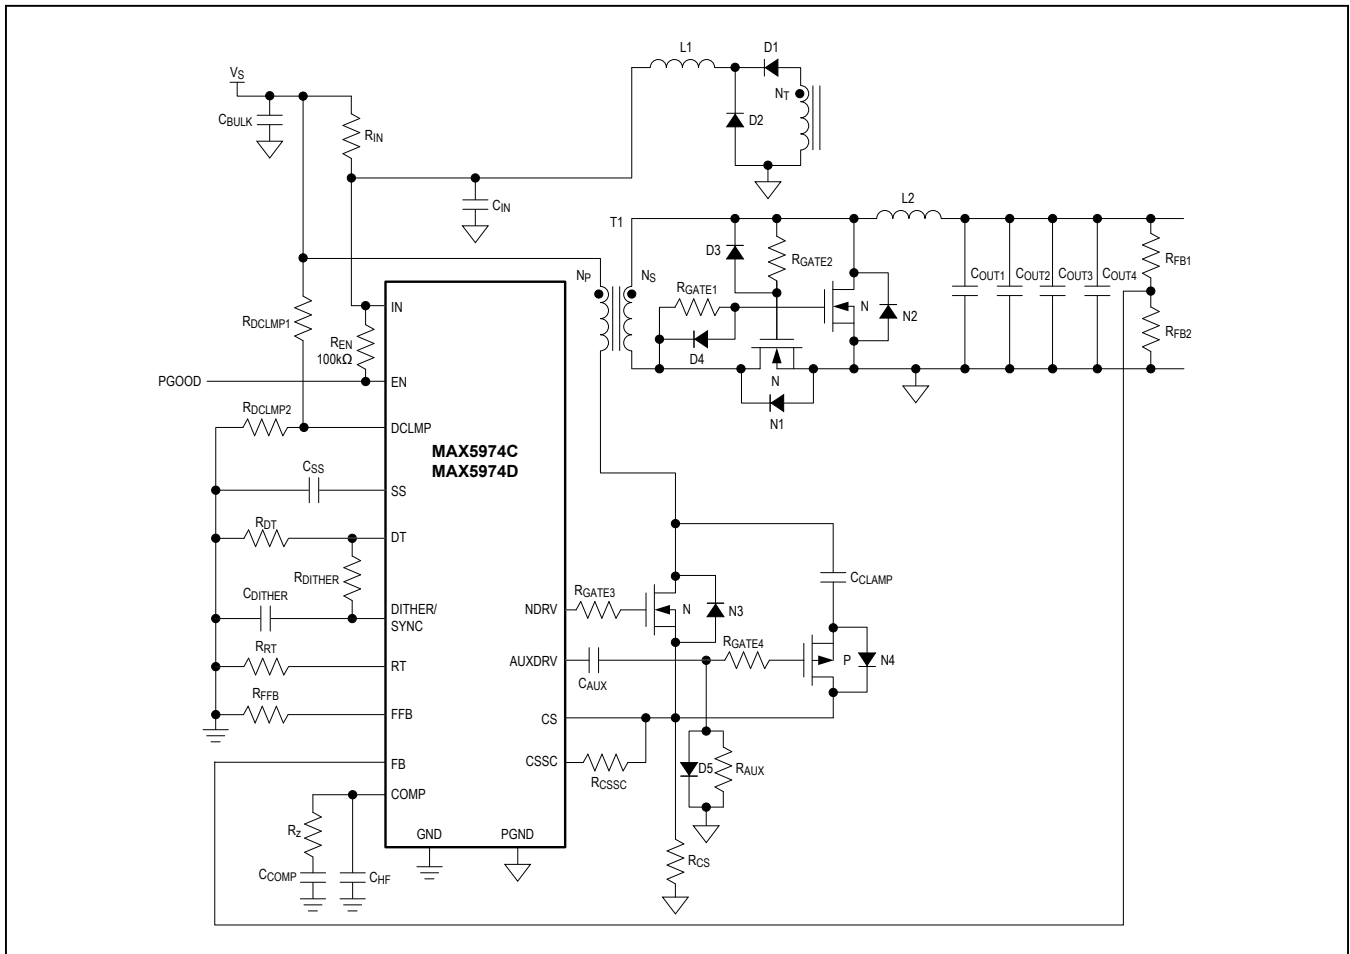 L1
D1
VS
NT
CBULK
D2
RIN
CIN
L2
T1
D3
RGATE2
COUT1
COUT2
COUT3
COUT4
RFB1
NP
NS
RGATE1
N
N2
IN
RDCLMP1
REN
100kΩ
D4
RFB2
PGOOD
EN
N
N1
RDCLMP2
DCLMP
MAX5974C
MAX5974D
CSS
SS
RDT
DT
RDITHER
CCLAMP
CDITHER
DITHER/
SYNC
NDRV
RGATE3
N
N3
RGATE4
RRT
RT
AUXDRV
CAUX
P
N4
RFFB
FFB
CS
FB
CSSC
RCSSC
D5
RAUX
COMP
RZ
GND
PGND
RCS
CCOMP
CHF